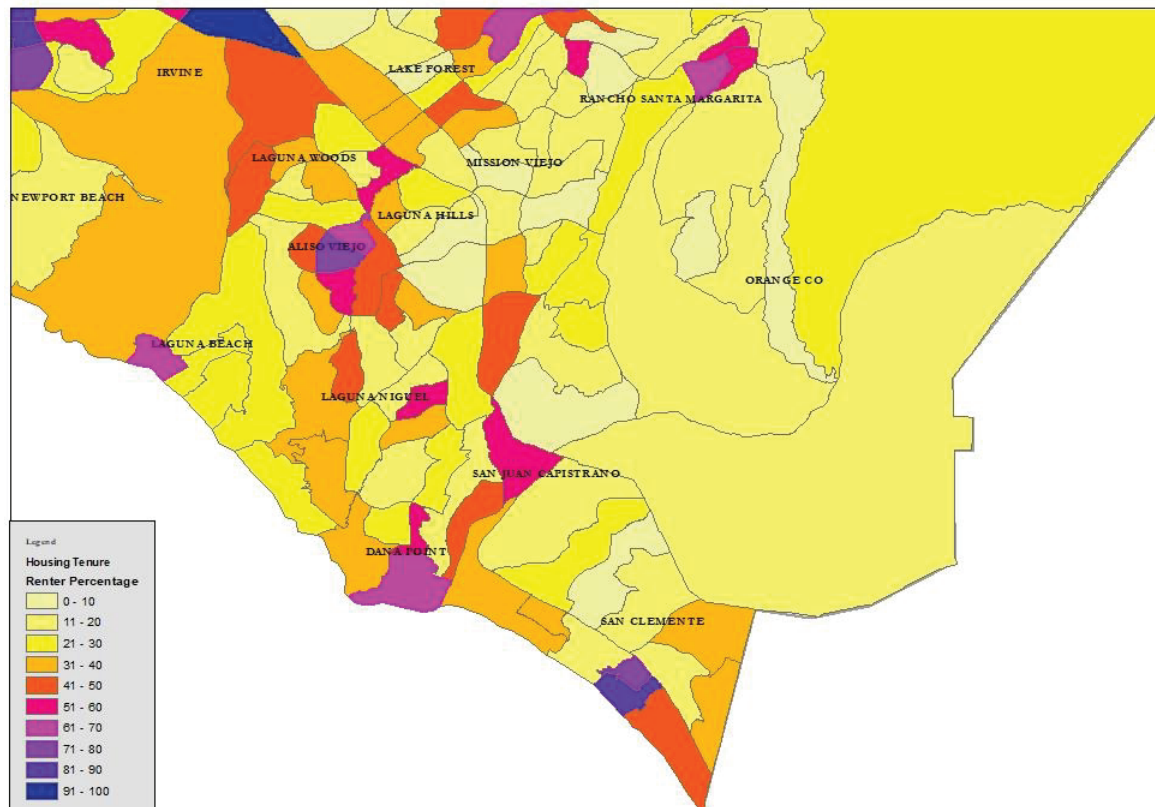 IRVINE
LAKE FOREST
RANCHO SANTA MARGARITA
LAGUNA WOODS
MISSION VIEJO
NEWPORT BEACH
LAGUNA HILLS
ALISO VIEJO
ORANGE CO
LAGUNA BEACH
LAGUNA NIGUEL
SAN JUAN CAPISTRANO
DANA POINT
SAN CLEMENTE
Legend
Housing Tenure
Renter Percentage
0 - 10
11 - 20
21 - 30
31 - 40
41 - 50
51 - 60
61 - 70
71 - 80
81 - 90
91 - 100